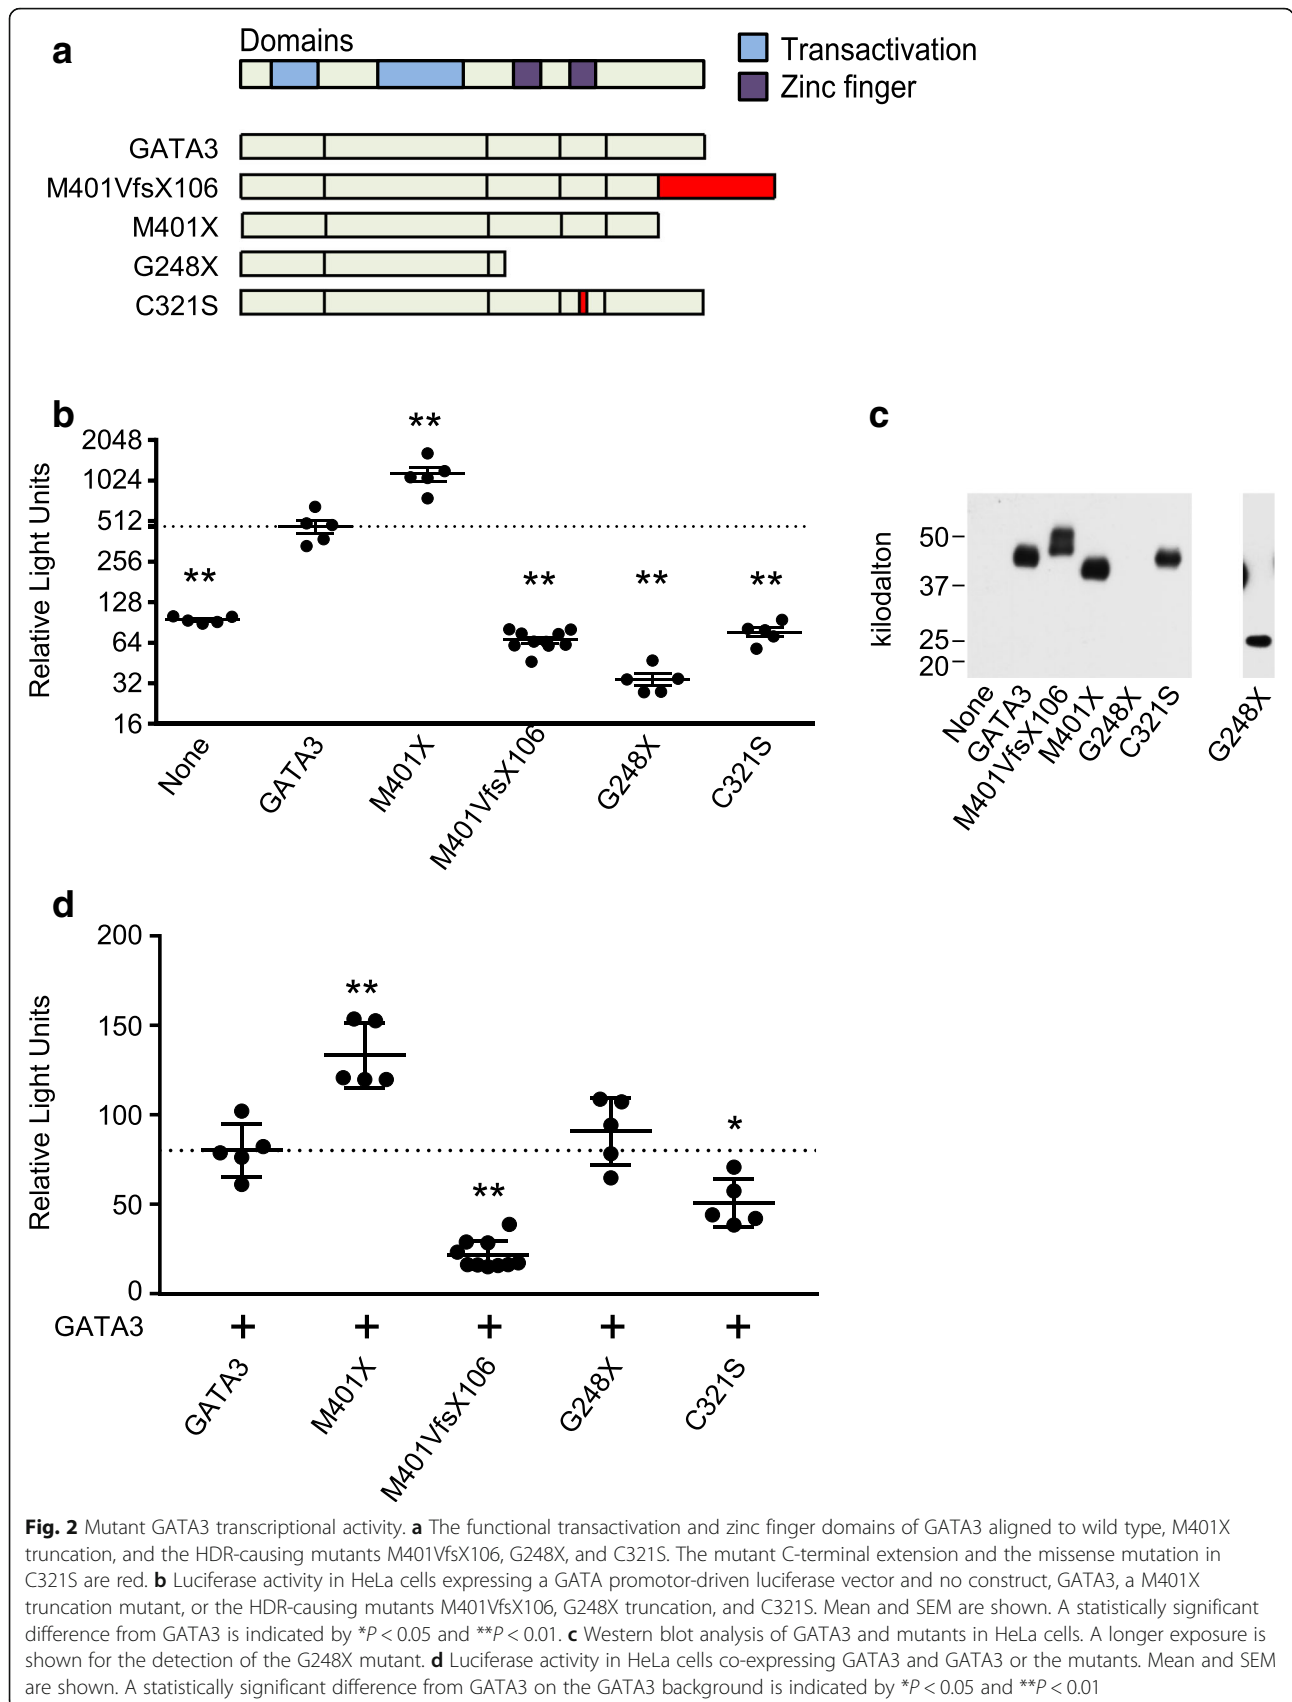 a
Domains
Transactivation
Zinc finger
GATA3
M401VfsX106
M401X
G248X
C321S
b
Relative Light Units
2048
1024
512
256
128
64
32
16
**
**
**
**
**
None
GATA3
M401X
M401VfsX106
G248X
C321S
c
kilodalton
50
37
25
20
None
GATA3
M401VfsX106
M401X
G248X
C321S
G248X
d
Relative Light Units
200
150
100
50
0
**
**
*
GATA3 + + + + +
GATA3
M401X
M401VfsX106
G248X
C321S
Fig. 2 Mutant GATA3 transcriptional activity. a The functional transactivation and zinc finger domains of GATA3 aligned to wild type, M401X
truncation, and the HDR-causing mutants M401VfsX106, G248X, and C321S. The mutant C-terminal extension and the missense mutation in
C321S are red. b Luciferase activity in HeLa cells expressing a GATA promotor-driven luciferase vector and no construct, GATA3, a M401X
truncation mutant, or the HDR-causing mutants M401VfsX106, G248X truncation, and C321S. Mean and SEM are shown. A statistically significant
difference from GATA3 is indicated by *P < 0.05 and **P < 0.01. c Western blot analysis of GATA3 and mutants in HeLa cells. A longer exposure is
shown for the detection of the G248X mutant. d Luciferase activity in HeLa cells co-expressing GATA3 and GATA3 or the mutants. Mean and SEM
are shown. A statistically significant difference from GATA3 on the GATA3 background is indicated by *P < 0.05 and **P < 0.01